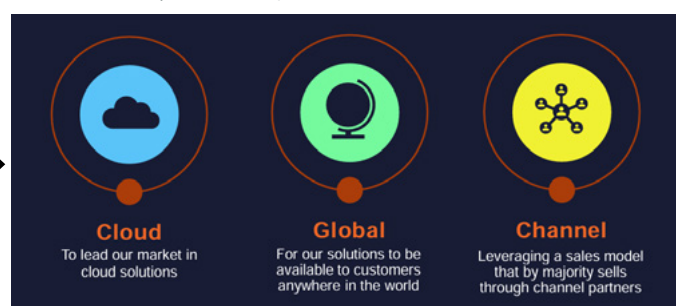 Cloud
To lead our market in
cloud solutions
Global
For our solutions to be
available to customers
anywhere in the world
Channel
Leveraging a sales model
that by majority sells
through channel partners